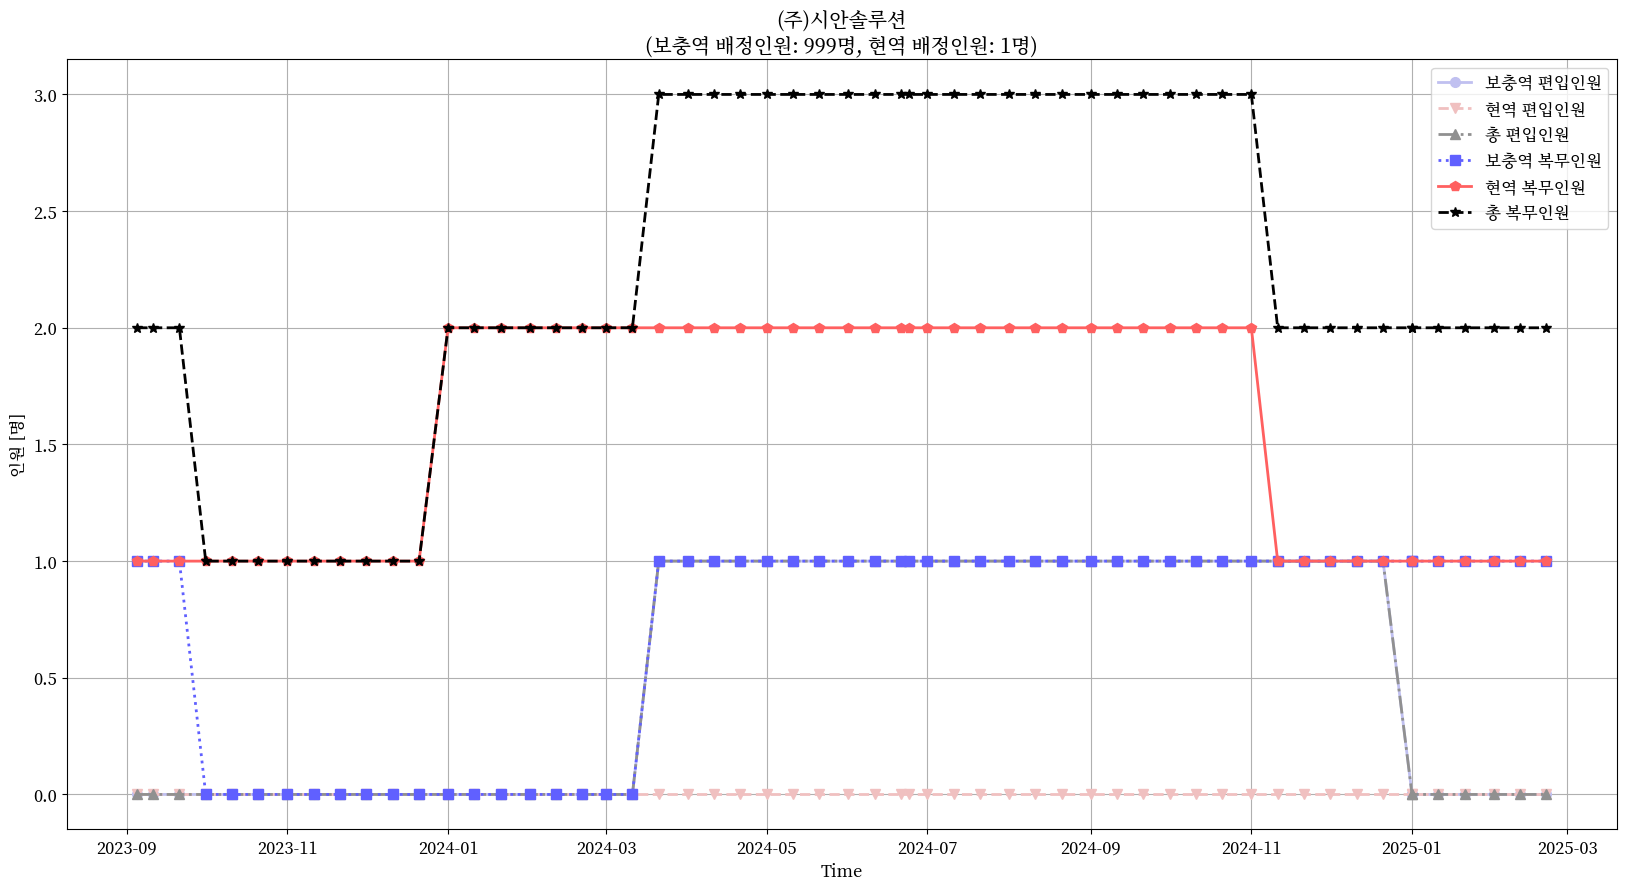 (주)시안솔루션
(보충역 배정인원: 999명, 현역 배정인원: 1명)
보충역 편입인원
현역 편입인원
총 편입인원
보충역 복무인원
현역 복무인원
총 복무인원
3.0
2.5
2.0
1.5
1.0
0.5
0.0
인원 [명]
2023-09
2023-11
2024-01
2024-03
2024-05
2024-07
2024-09
2024-11
2025-01
2025-03
Time